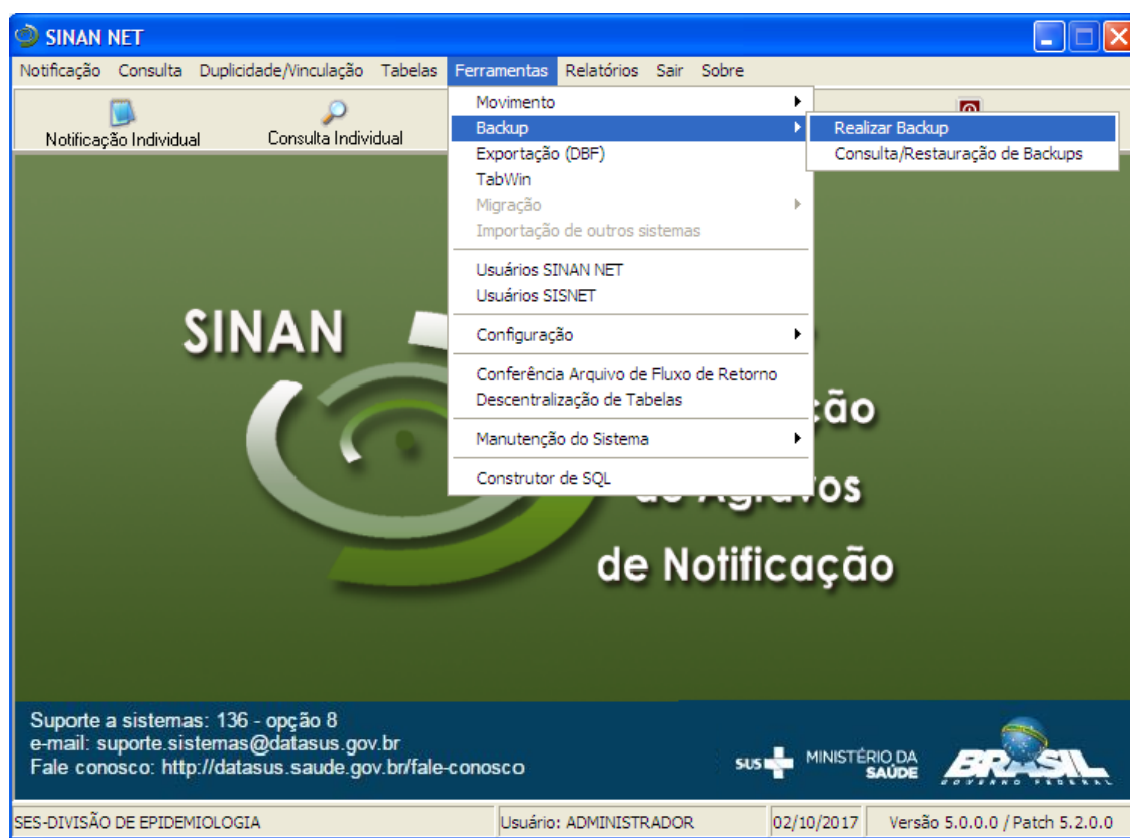 SINAN NET
Notificação Consulta Duplicidade/Vinculação Tabelas Ferramentas Relatórios Sair Sobre
Notificação Individual Consulta Individual
Movimento
Backup
Exportação (DBF)
TabWin
Migração
Importação de outros sistemas
Usuários SINAN NET
Usuários SISNET
Configuração
Conferência Arquivo de Fluxo de Retorno
Descentralização de Tabelas
Manutenção do Sistema
Construtor de SQL
Realizar Backup
Consulta/Restauração de Backups
SINAN
ção
de Agravos
de Notificação
Suporte a sistemas: 136 - opção 8
e-mail: suporte.sistemas@datasus.gov.br
Fale conosco: http://datasus.saude.gov.br/fale-conosco
SUS MINISTÉRIO DA SAÚDE
BRASIL
GOVERNO FEDERAL
SES-DIVISÃO DE EPIDEMIOLOGIA Usuário: ADMINISTRADOR 02/10/2017 Versão 5.0.0.0 / Patch 5.2.0.0